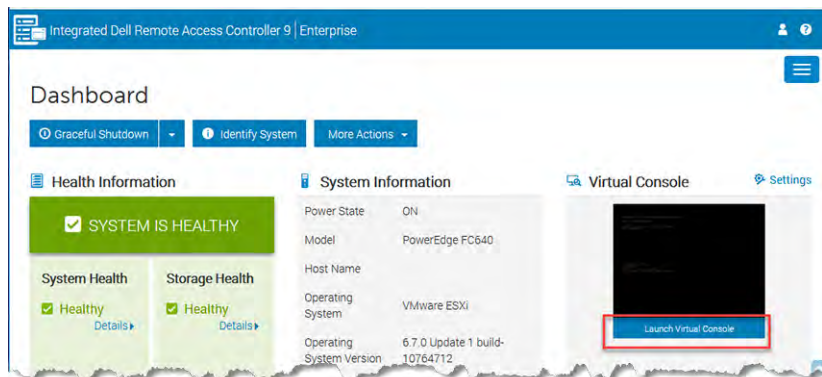 Integrated Dell Remote Access Controller 9 | Enterprise
Dashboard
Graceful Shutdown
Identify System
More Actions
Health Information
SYSTEM IS HEALTHY
System Health
Healthy
Details
Storage Health
Healthy
Details
System Information
Power State ON
Model PowerEdge FC640
Host Name
Operating
System VMware ESXi
Operating 6.7.0 Update 1 build-
System Version 10764712
Virtual Console
Settings
Launch Virtual Console